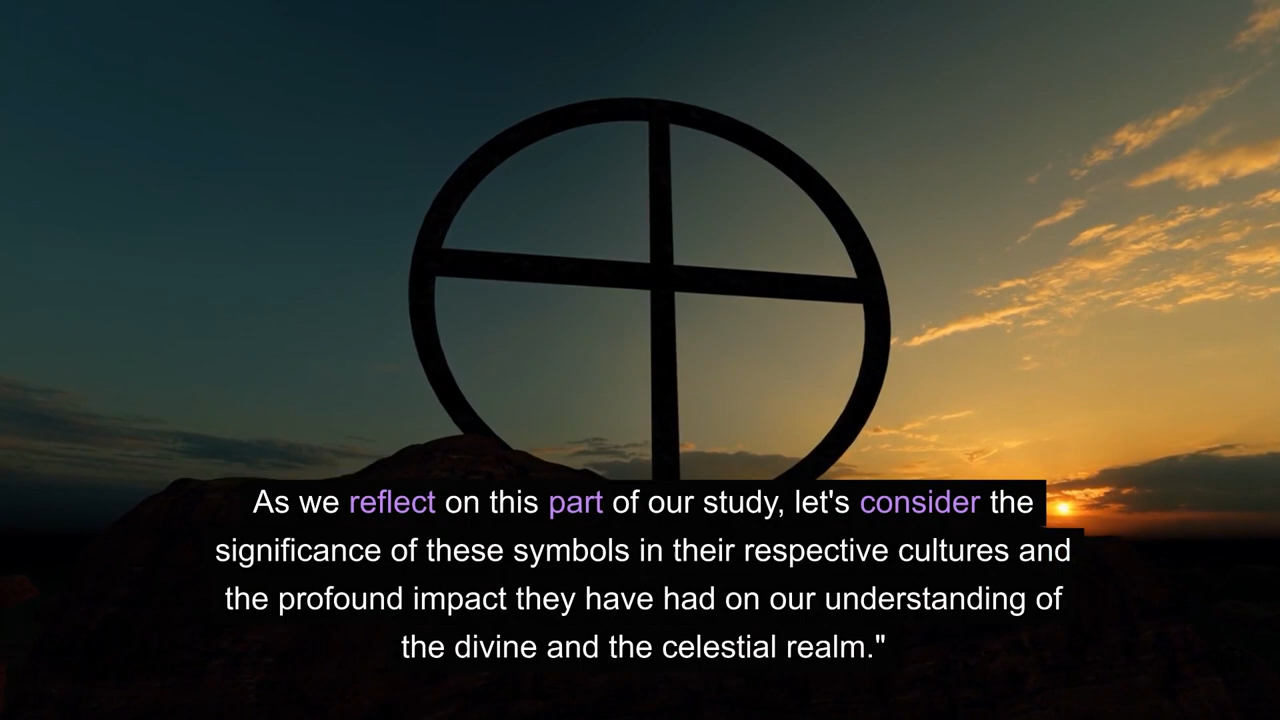 As we reflect on this part of our study, let's consider the
significance of these symbols in their respective cultures and
the profound impact they have had on our understanding of
the divine and the celestial realm."